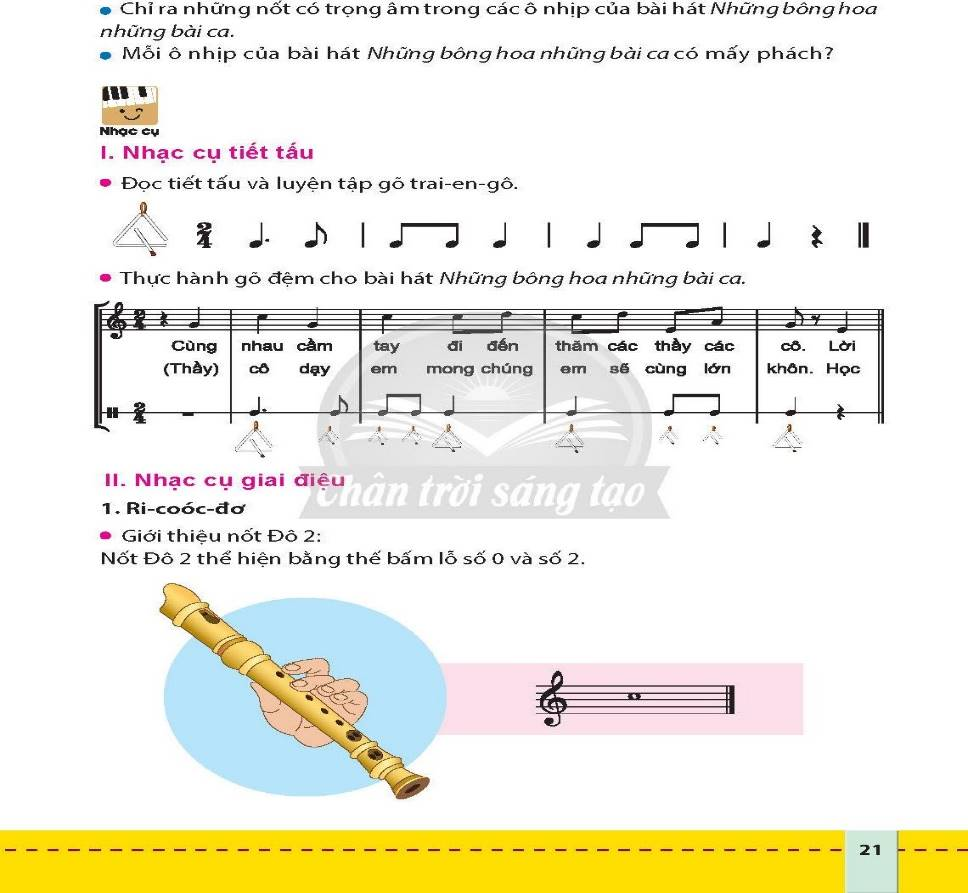 Chỉ ra những nốt có trọng âm trong các ô nhịp của bài hát Những bông hoa
những bài ca.
Mỗi ô nhịp của bài hát Những bông hoa những bài ca có mấy phách?
Nhạc cụ
I. Nhạc cụ tiết tấu
Đọc tiết tấu và luyện tập gõ trai-en-gô.
2/4
Thực hành gõ đệm cho bài hát Những bông hoa những bài ca.
2/4
Cùng nhau cầm tay đi đến thăm các thầy các cô. Lời
(Thầy) cô dạy em mong chúng em sẽ cùng lớn khôn. Học
2/4
Chân trời sáng tạo
II. Nhạc cụ giai điệu
1. Ri-coóc-đơ
Giới thiệu nốt Đô 2:
Nốt Đô 2 thể hiện bằng thế bấm lỗ số 0 và số 2.
21